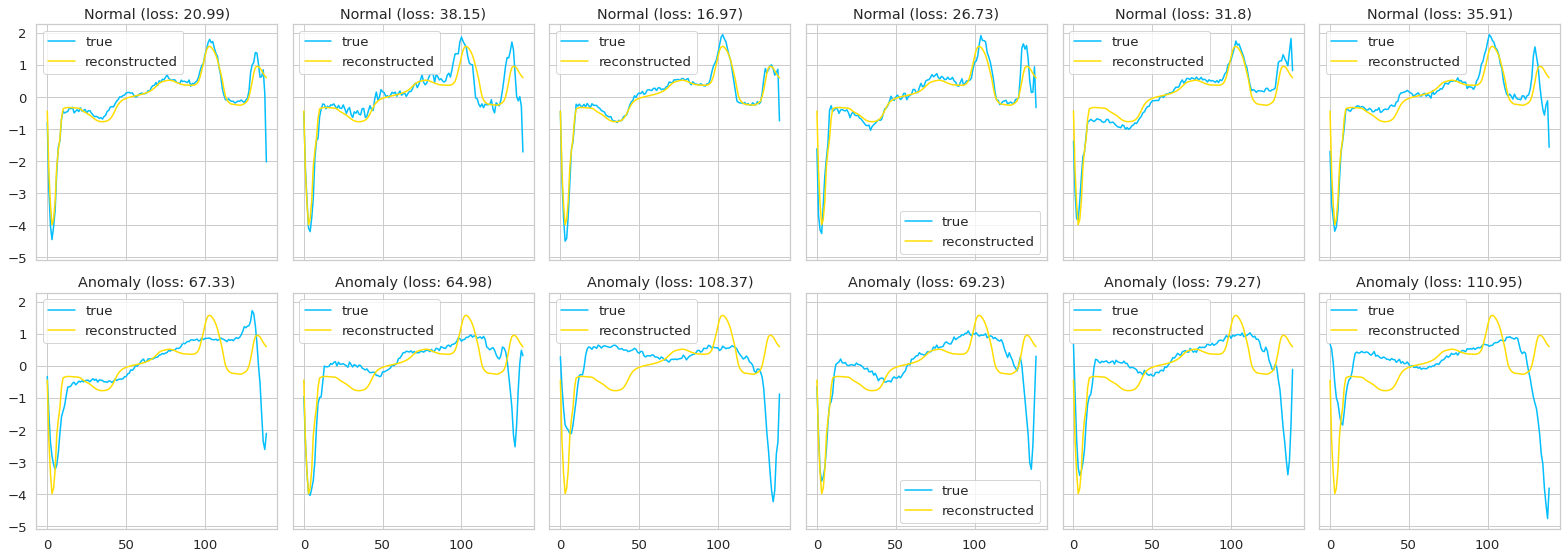 Normal (loss: 20.99) Normal (loss: 38.15) Normal (loss: 16.97) Normal (loss: 26.73) Normal (loss: 31.8) Normal (loss: 35.91)
2 true true true true true
reconstructed reconstructed reconstructed reconstructed reconstructed
1
0
−1
−2
−3
−4 true
−5 reconstructed
Anomaly (loss: 67.33) Anomaly (loss: 64.98) Anomaly (loss: 108.37) Anomaly (loss: 69.23) Anomaly (loss: 79.27) Anomaly (loss: 110.95)
2 true true true true true
1 reconstructed reconstructed reconstructed reconstructed reconstructed
0
−1
−2
−3
−4 true
−5 reconstructed
0 50 100 0 50 100 0 50 100 0 50 100 0 50 100 0 50 100